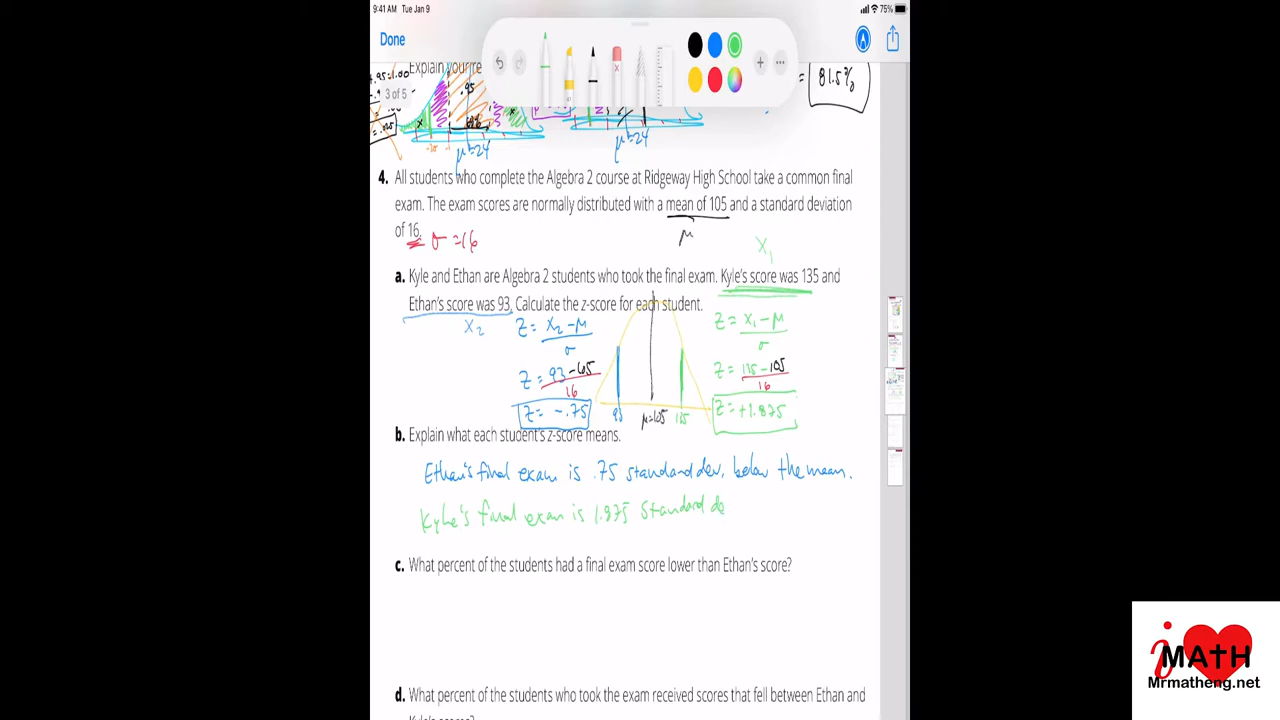 9:41 AM Tue Jan 9
75%
Done
Explain your re
3 of 5
.95
μ=24
μ=24
= 81.5%
4. All students who complete the Algebra 2 course at Ridgeway High School take a common final
exam. The exam scores are normally distributed with a mean of 105 and a standard deviation
of 16. σ=16
μ
X₁
a. Kyle and Ethan are Algebra 2 students who took the final exam. Kyle's score was 135 and
Ethan's score was 93. Calculate the z-score for each student.
X₂
Z = X₂ - μ
σ
Z = 93 - 105
16
Z = -.75
93
μ=105
135
Z = X₁ - μ
σ
Z = 135 - 105
16
Z = +1.875
b. Explain what each student's z-score means.
Ethan's final exam is .75 standard dev. below the mean.
Kyle's final exam is 1.875 standard de
c. What percent of the students had a final exam score lower than Ethan's score?
d. What percent of the students who took the exam received scores that fell between Ethan and
Kyle's scores?
i MATH
Mrmatheng.net